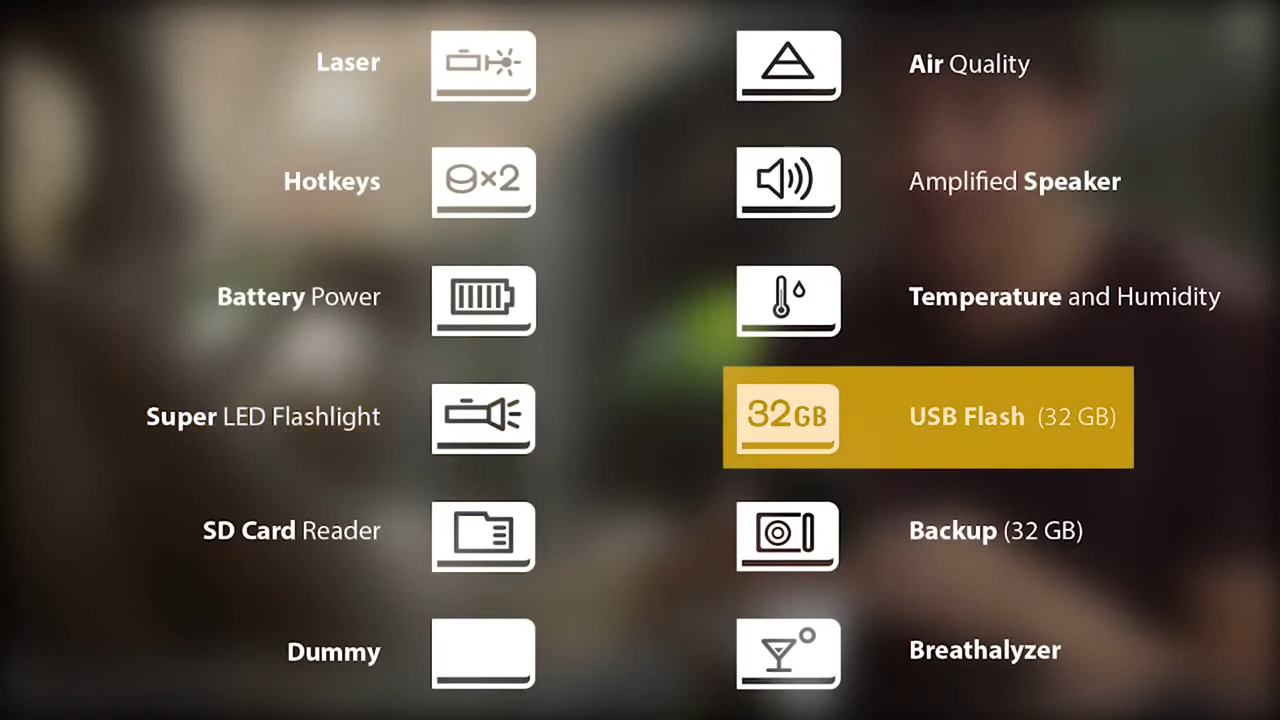 Laser
Hotkeys
×2
Battery Power
Super LED Flashlight
SD Card Reader
Dummy
Air Quality
Amplified Speaker
Temperature and Humidity
32GB
USB Flash (32 GB)
Backup (32 GB)
Breathalyzer